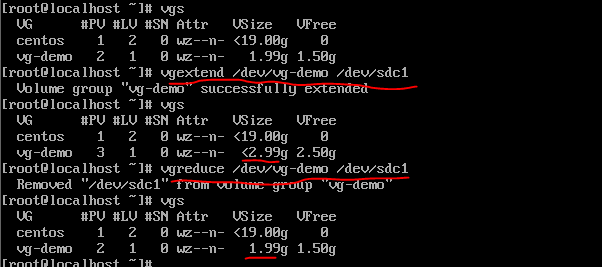 [root@localhost ~]# vgs
  VG      #PV #LV #SN Attr   VSize   VFree
  centos    1   2   0 wz--n- <19.00g    0
  vg-demo   2   1   0 wz--n-   1.99g 1.50g
[root@localhost ~]# vgextend /dev/vg-demo /dev/sdc1
  Volume group "vg-demo" successfully extended
[root@localhost ~]# vgs
  VG      #PV #LV #SN Attr   VSize   VFree
  centos    1   2   0 wz--n- <19.00g    0
  vg-demo   3   1   0 wz--n-  <2.99g 2.50g
[root@localhost ~]# vgreduce /dev/vg-demo /dev/sdc1
  Removed "/dev/sdc1" from volume group "vg-demo"
[root@localhost ~]# vgs
  VG      #PV #LV #SN Attr   VSize   VFree
  centos    1   2   0 wz--n- <19.00g    0
  vg-demo   2   1   0 wz--n-   1.99g 1.50g
[root@localhost ~]#